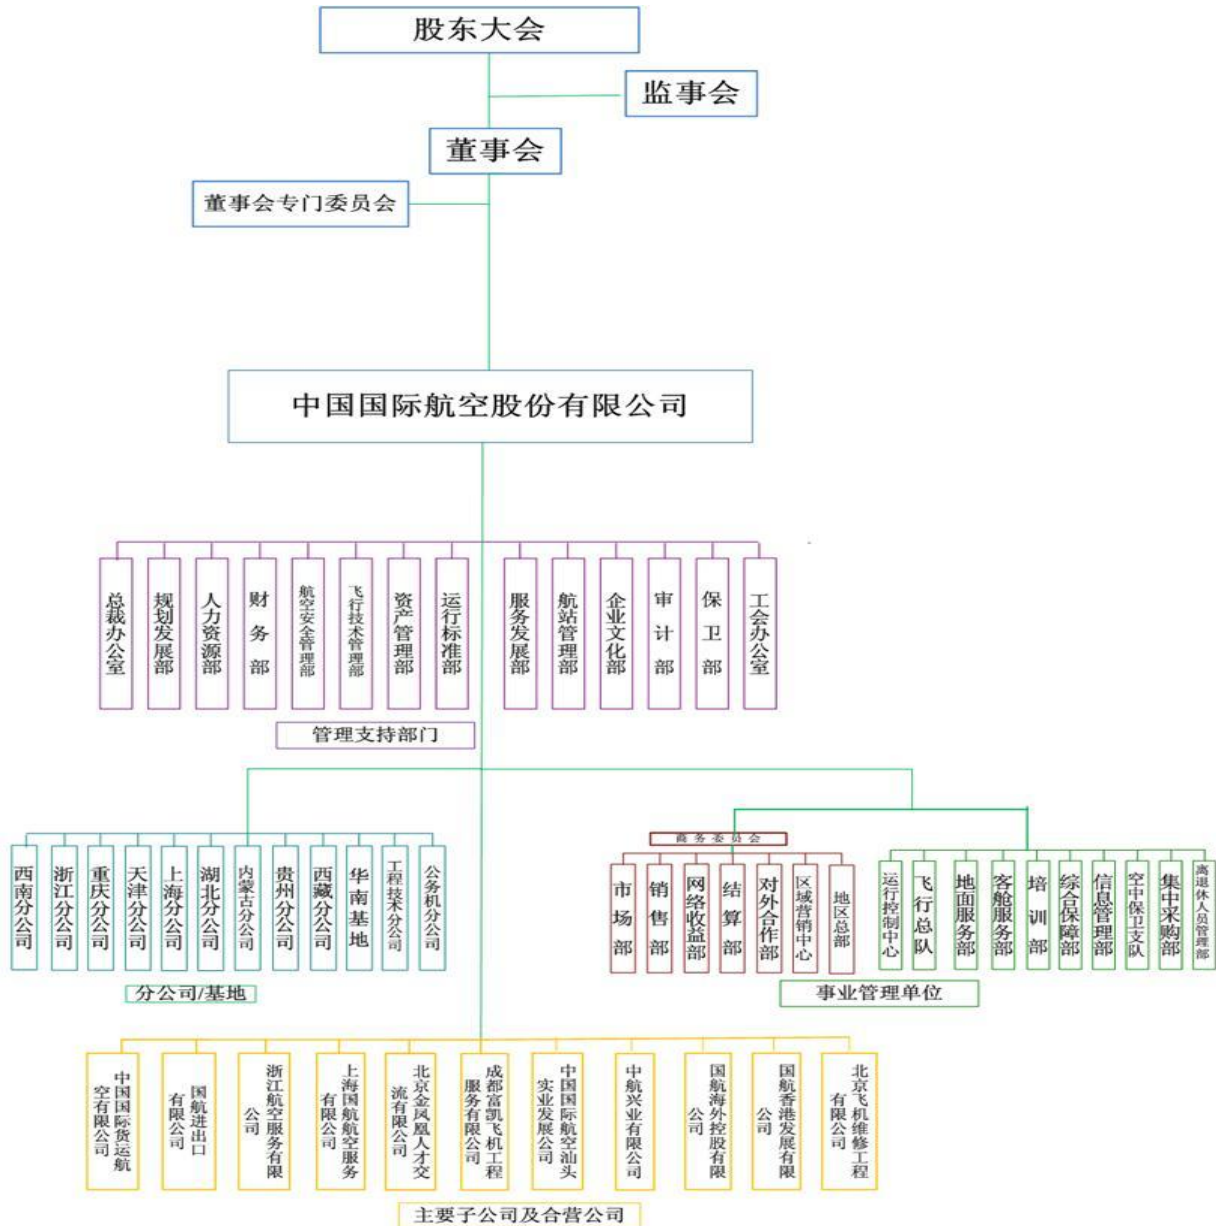 股东大会
监事会
董事会
董事会专门委员会
中国国际航空股份有限公司
总裁办公室
规划发展部
人力资源部
财务部
航空安全管理部
飞行技术管理部
资产管理部
运行标准部
服务发展部
航站管理部
企业文化部
审计部
保卫部
工会办公室
管理支持部门
西南分公司
浙江分公司
重庆分公司
天津分公司
上海分公司
湖北分公司
内蒙古分公司
贵州分公司
西藏分公司
华南基地
工程技术分公司
公务机分公司
分公司/基地
商务委员会
市场部
销售部
网络收益部
结算部
对外合作部
区域营销中心
地区总部
运行控制中心
飞行总队
地面服务部
客舱服务部
培训部
综合保障部
信息管理部
空中保卫支队
集中采购部
离退休人员管理部
事业管理单位
中国国际货运航
空有限公司
国航进出口
有限公司
浙江航空服务有限
公司
上海国航航空服务
有限公司
北京金凤凰人才交
流有限公司
成都富凯飞机工程
服务有限公司
中国国际航空汕头
实业发展公司
中航兴业有限公司
国航海外控股有限
公司
国航香港发展有限
公司
北京飞机维修工程
有限公司
主要子公司及合营公司